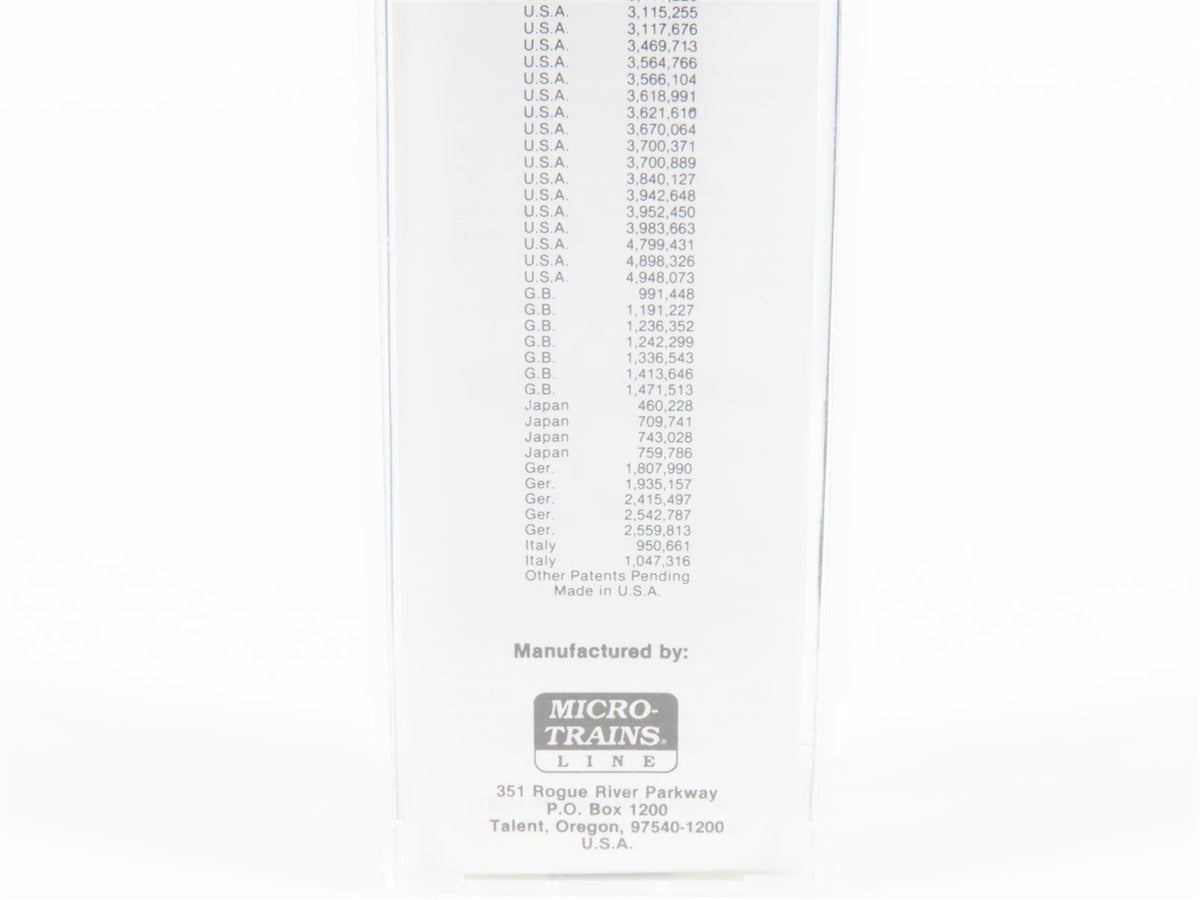 U.S.A. 3,115,255
U.S.A. 3,117,676
U.S.A. 3,469,713
U.S.A. 3,564,766
U.S.A. 3,566,104
U.S.A. 3,618,991
U.S.A. 3,621,610
U.S.A. 3,670,064
U.S.A. 3,700,371
U.S.A. 3,700,889
U.S.A. 3,840,127
U.S.A. 3,942,648
U.S.A. 3,952,450
U.S.A. 3,983,663
U.S.A. 4,799,431
U.S.A. 4,898,326
U.S.A. 4,948,073
G.B. 991,448
G.B. 1,191,227
G.B. 1,236,352
G.B. 1,242,299
G.B. 1,336,543
G.B. 1,413,646
G.B. 1,471,513
Japan 460,228
Japan 709,741
Japan 743,028
Japan 759,786
Ger. 1,807,990
Ger. 1,935,157
Ger. 2,415,497
Ger. 2,542,787
Ger. 2,559,813
Italy 950,661
Italy 1,047,316
Other Patents Pending
Made in U.S.A.
Manufactured by:
MICRO-
TRAINS®
LINE
351 Rogue River Parkway
P.O. Box 1200
Talent, Oregon, 97540-1200
U.S.A.